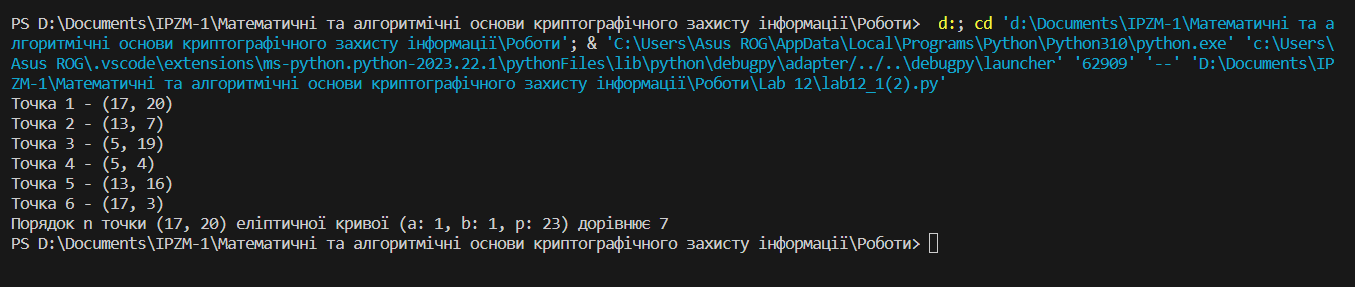 PS D:\Documents\IPZM-1\Математичні та алгоритмічні основи криптографічного захисту інформації\Роботи>  d:; cd 'd:\Documents\IPZM-1\Математичні та а
лгоритмічні основи криптографічного захисту інформації\Роботи'; & 'C:\Users\Asus ROG\AppData\Local\Programs\Python\Python310\python.exe' 'c:\Users\
Asus ROG\.vscode\extensions\ms-python.python-2023.22.1\pythonFiles\lib\python\debugpy\adapter/../..\debugpy\launcher' '62909' '--' 'D:\Documents\IP
ZM-1\Математичні та алгоритмічні основи криптографічного захисту інформації\Роботи\Lab 12\lab12_1(2).py'
Точка 1 - (17, 20)
Точка 2 - (13, 7)
Точка 3 - (5, 19)
Точка 4 - (5, 4)
Точка 5 - (13, 16)
Точка 6 - (17, 3)
Порядок n точки (17, 20) еліптичної кривої (a: 1, b: 1, p: 23) дорівнює 7
PS D:\Documents\IPZM-1\Математичні та алгоритмічні основи криптографічного захисту інформації\Роботи>